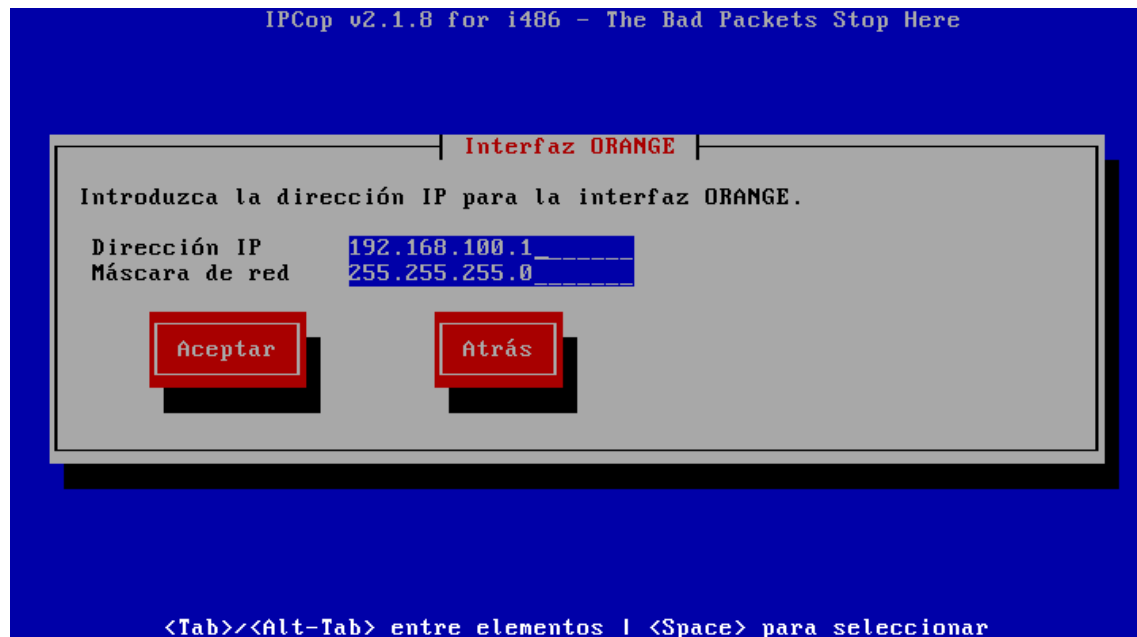 IPCop v2.1.8 for i486 - The Bad Packets Stop Here
Interfaz ORANGE
Introduzca la dirección IP para la interfaz ORANGE.
Dirección IP 192.168.100.1_______
Máscara de red 255.255.255.0_______
Aceptar Atrás
<Tab>/<Alt-Tab> entre elementos | <Space> para seleccionar